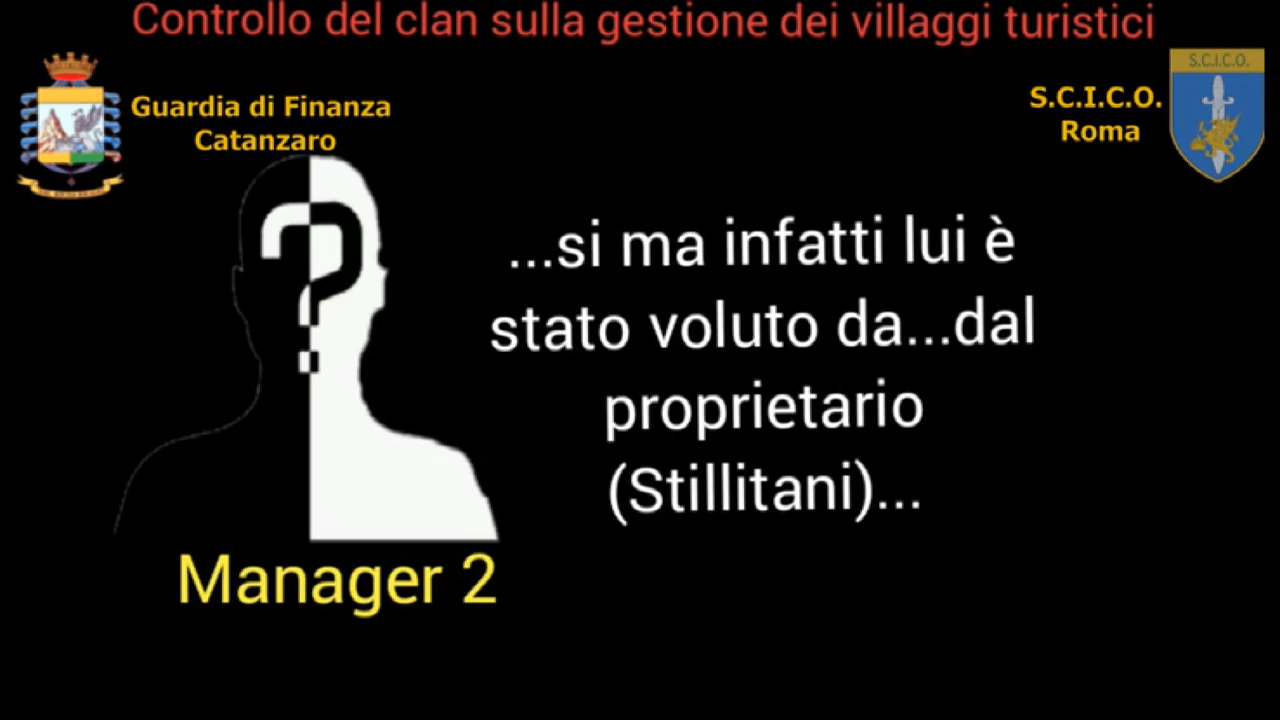 Controllo del clan sulla gestione dei villaggi turistici
S.C.I.C.O.
Guardia di Finanza
Catanzaro
S.C.I.C.O.
Roma
?
...si ma infatti lui è
stato voluto da...dal
proprietario
(Stillitani)...
Manager 2